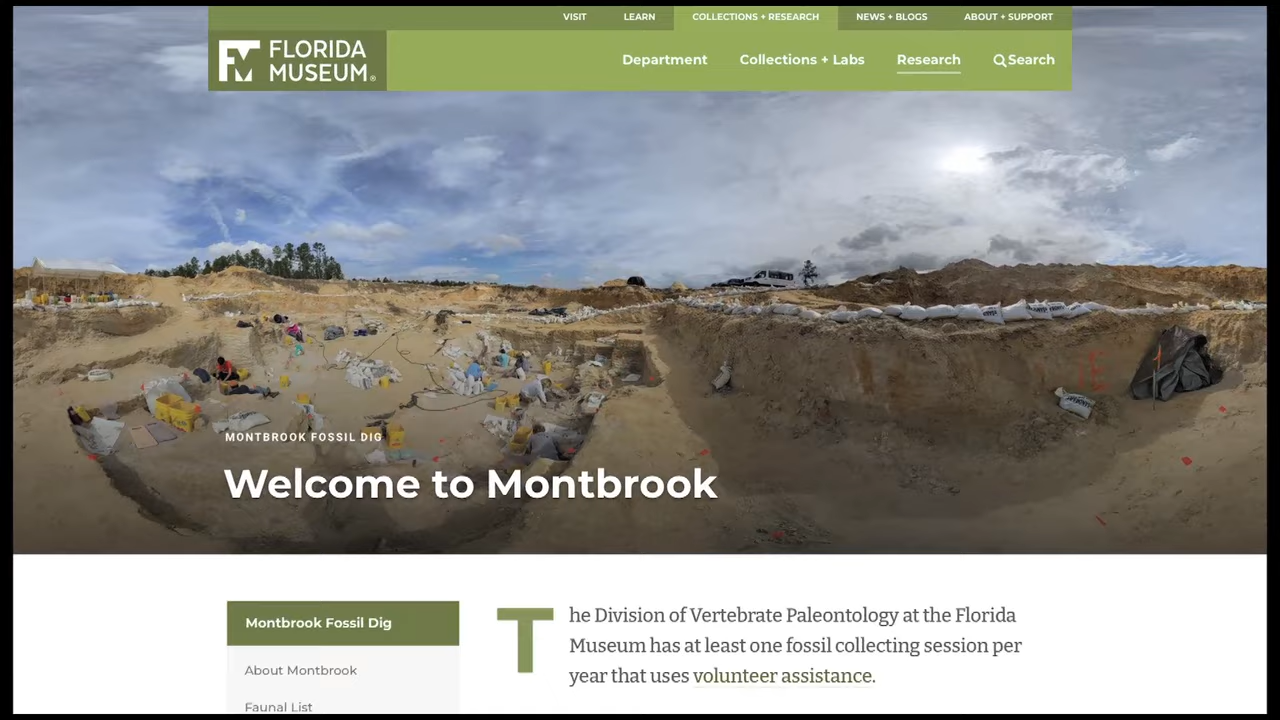 VISIT LEARN COLLECTIONS + RESEARCH NEWS + BLOGS ABOUT + SUPPORT
FLORIDA
MUSEUM®
Department Collections + Labs Research Search
MONTBROOK FOSSIL DIG
Welcome to Montbrook
Montbrook Fossil Dig
About Montbrook
Faunal List
The Division of Vertebrate Paleontology at the Florida
Museum has at least one fossil collecting session per
year that uses volunteer assistance.